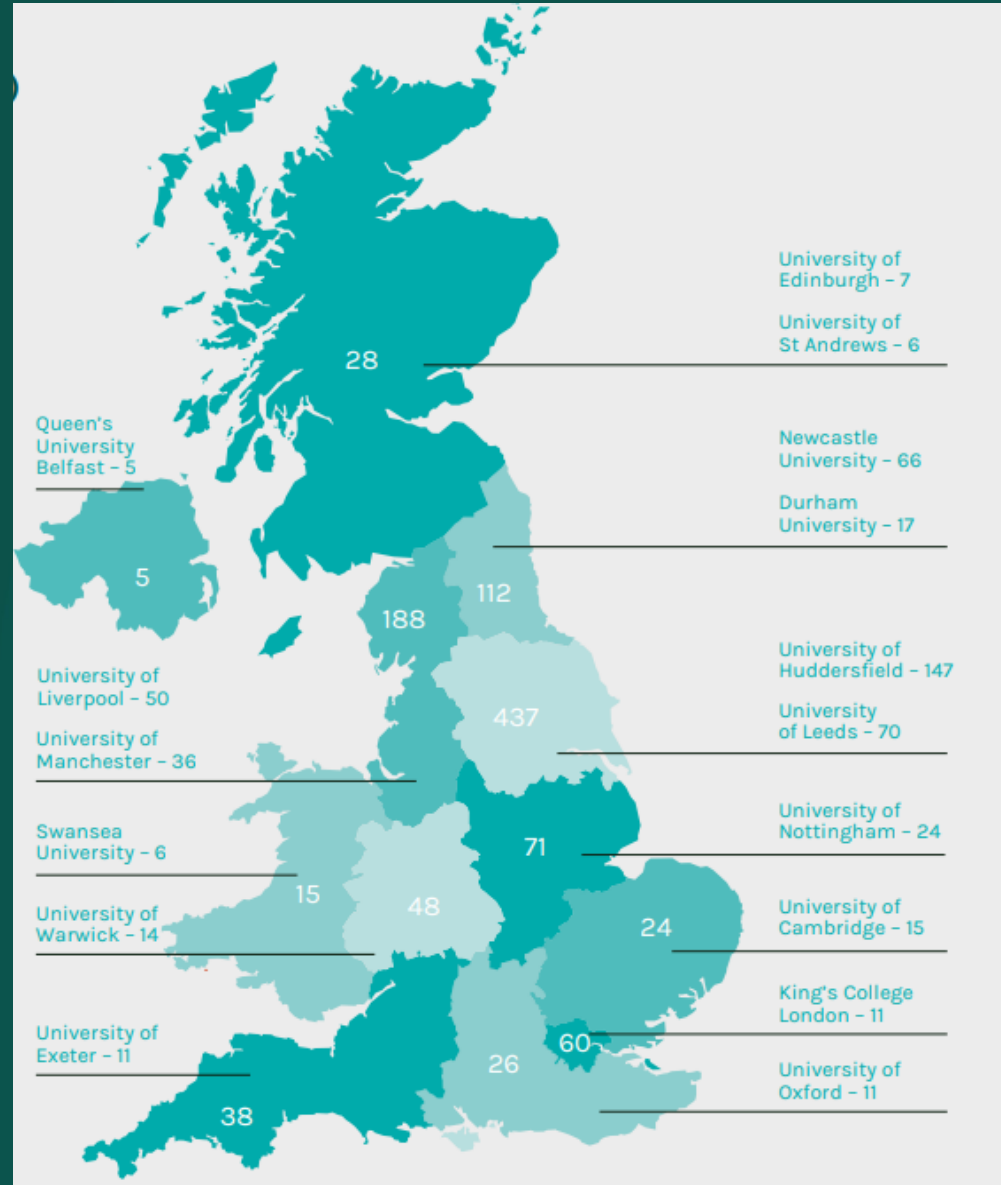 University of
Edinburgh – 7
University of
St Andrews – 6
28
Queen's
University
Belfast – 5
Newcastle
University – 66
Durham
University – 17
5
112
188
University of
Huddersfield – 147
University of
Liverpool – 50
University
of Leeds – 70
437
University of
Manchester – 36
University of
Nottingham – 24
Swansea
University – 6
71
15
48
24
University of
Warwick – 14
University of
Cambridge – 15
King's College
London – 11
University of
Exeter – 11
60
26
University of
Oxford – 11
38